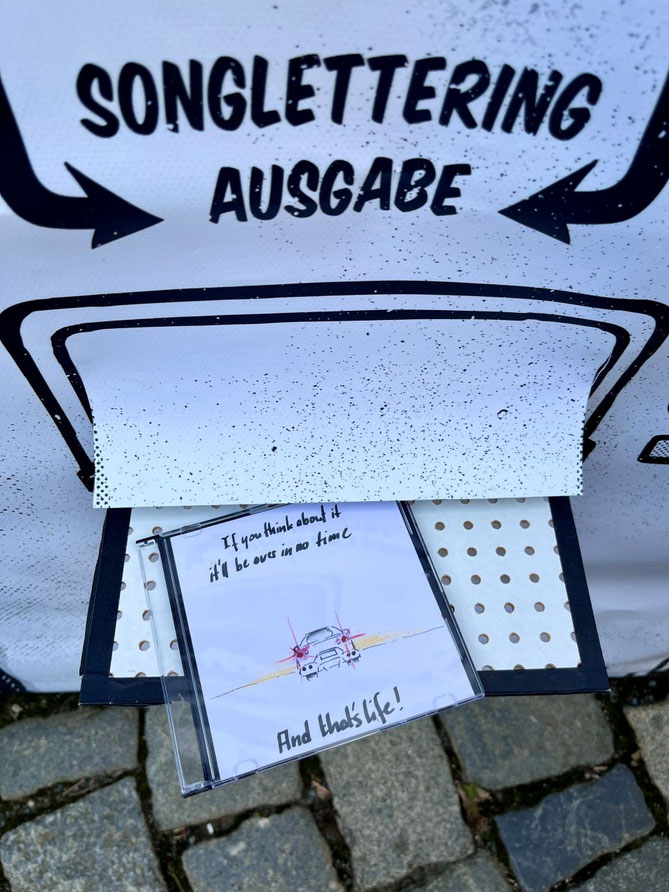 SONGLETTERING
AUSGABE
If you think about it
it'll be over in no time
And that's life!